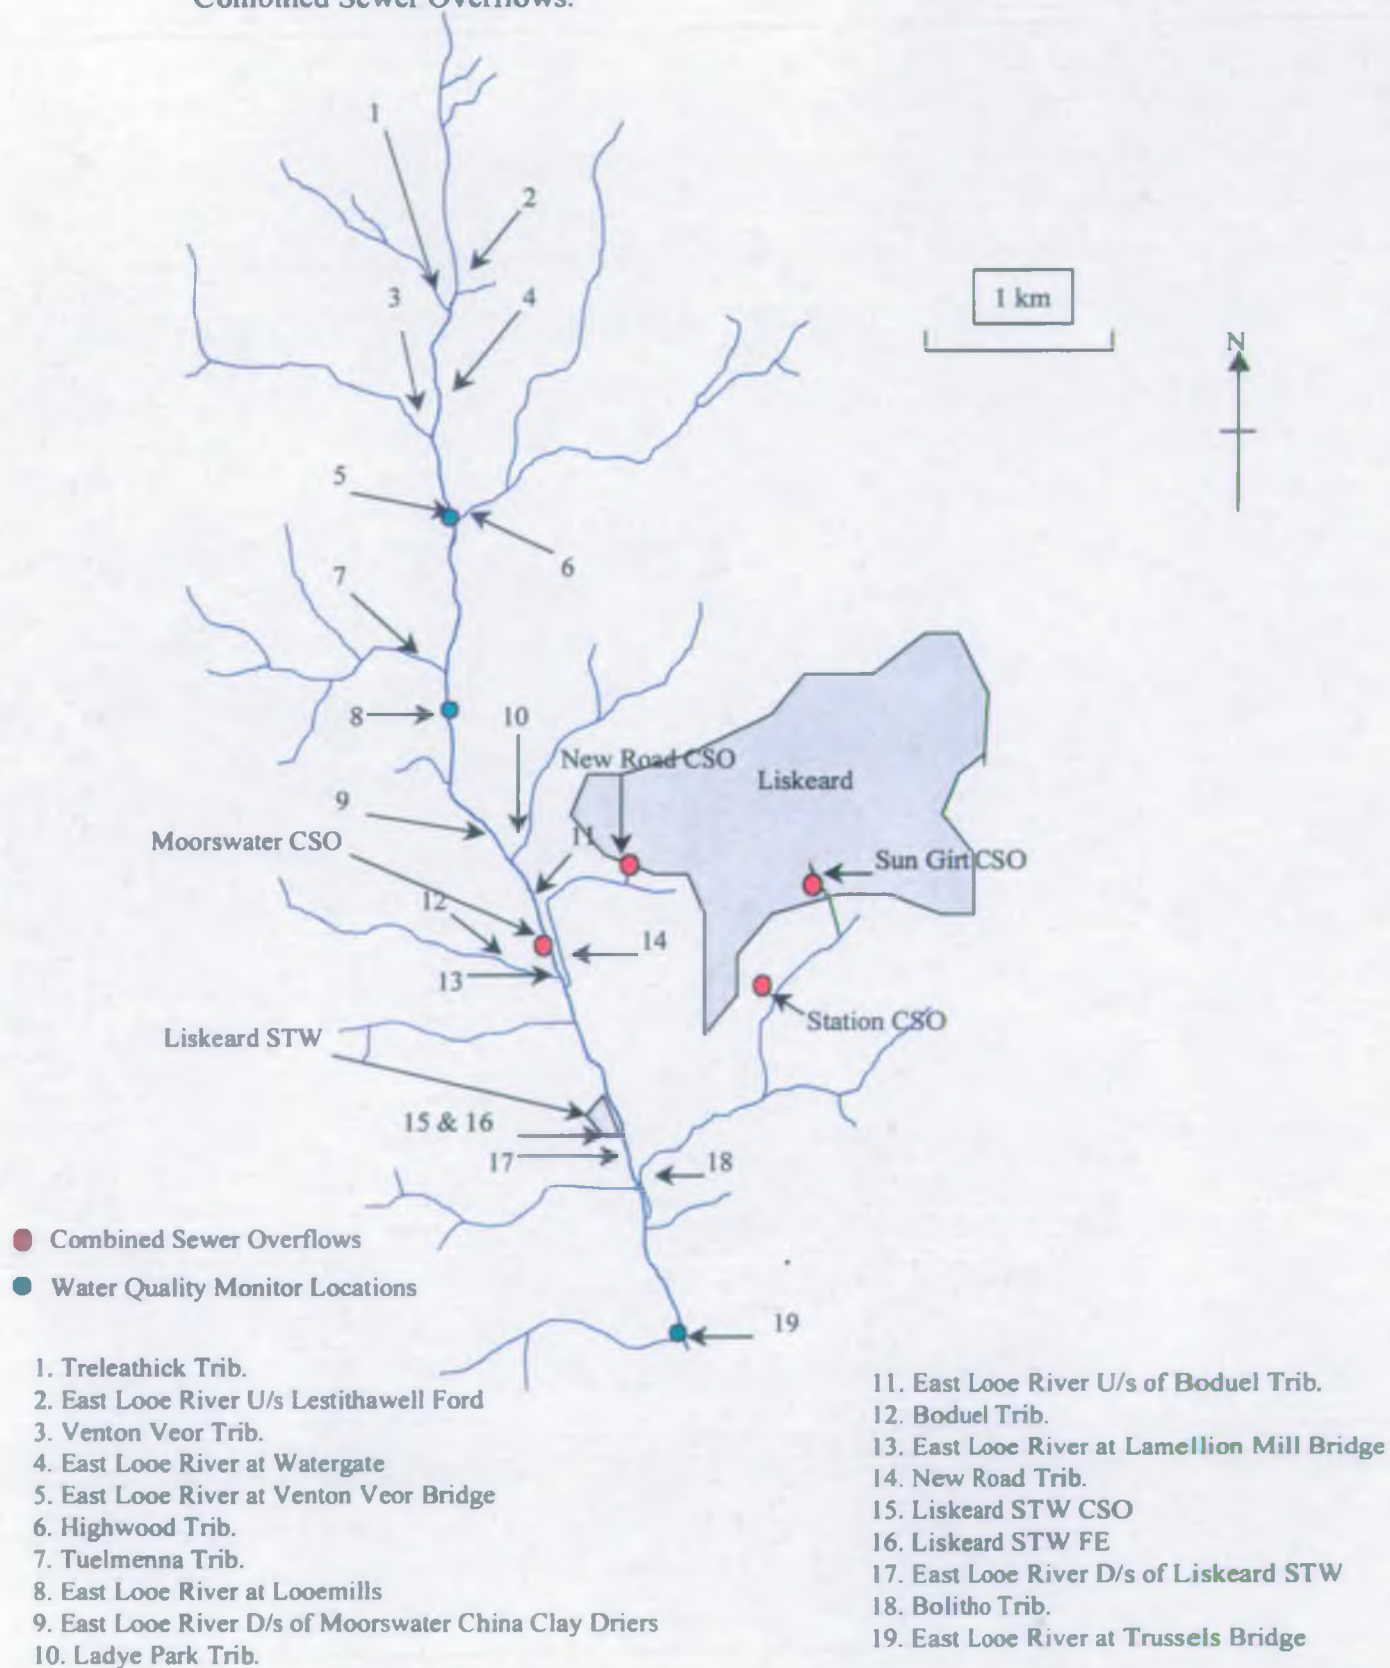 Combined Sewer Overflows.
1
2
3
4
1 km
N
5
6
7
8
10
New Road CSO
Liskeard
9
Moorswater CSO
11
Sun Girt CSO
12
14
13
Station CSO
Liskeard STW
15 & 16
17
18
Combined Sewer Overflows
Water Quality Monitor Locations
19
1. Treleathick Trib.
2. East Looe River U/s Lestithawell Ford
3. Venton Veor Trib.
4. East Looe River at Watergate
5. East Looe River at Venton Veor Bridge
6. Highwood Trib.
7. Tuelmenna Trib.
8. East Looe River at Looemills
9. East Looe River D/s of Moorswater China Clay Driers
10. Ladye Park Trib.
11. East Looe River U/s of Boduel Trib.
12. Boduel Trib.
13. East Looe River at Lamellion Mill Bridge
14. New Road Trib.
15. Liskeard STW CSO
16. Liskeard STW FE
17. East Looe River D/s of Liskeard STW
18. Bolitho Trib.
19. East Looe River at Trussels Bridge